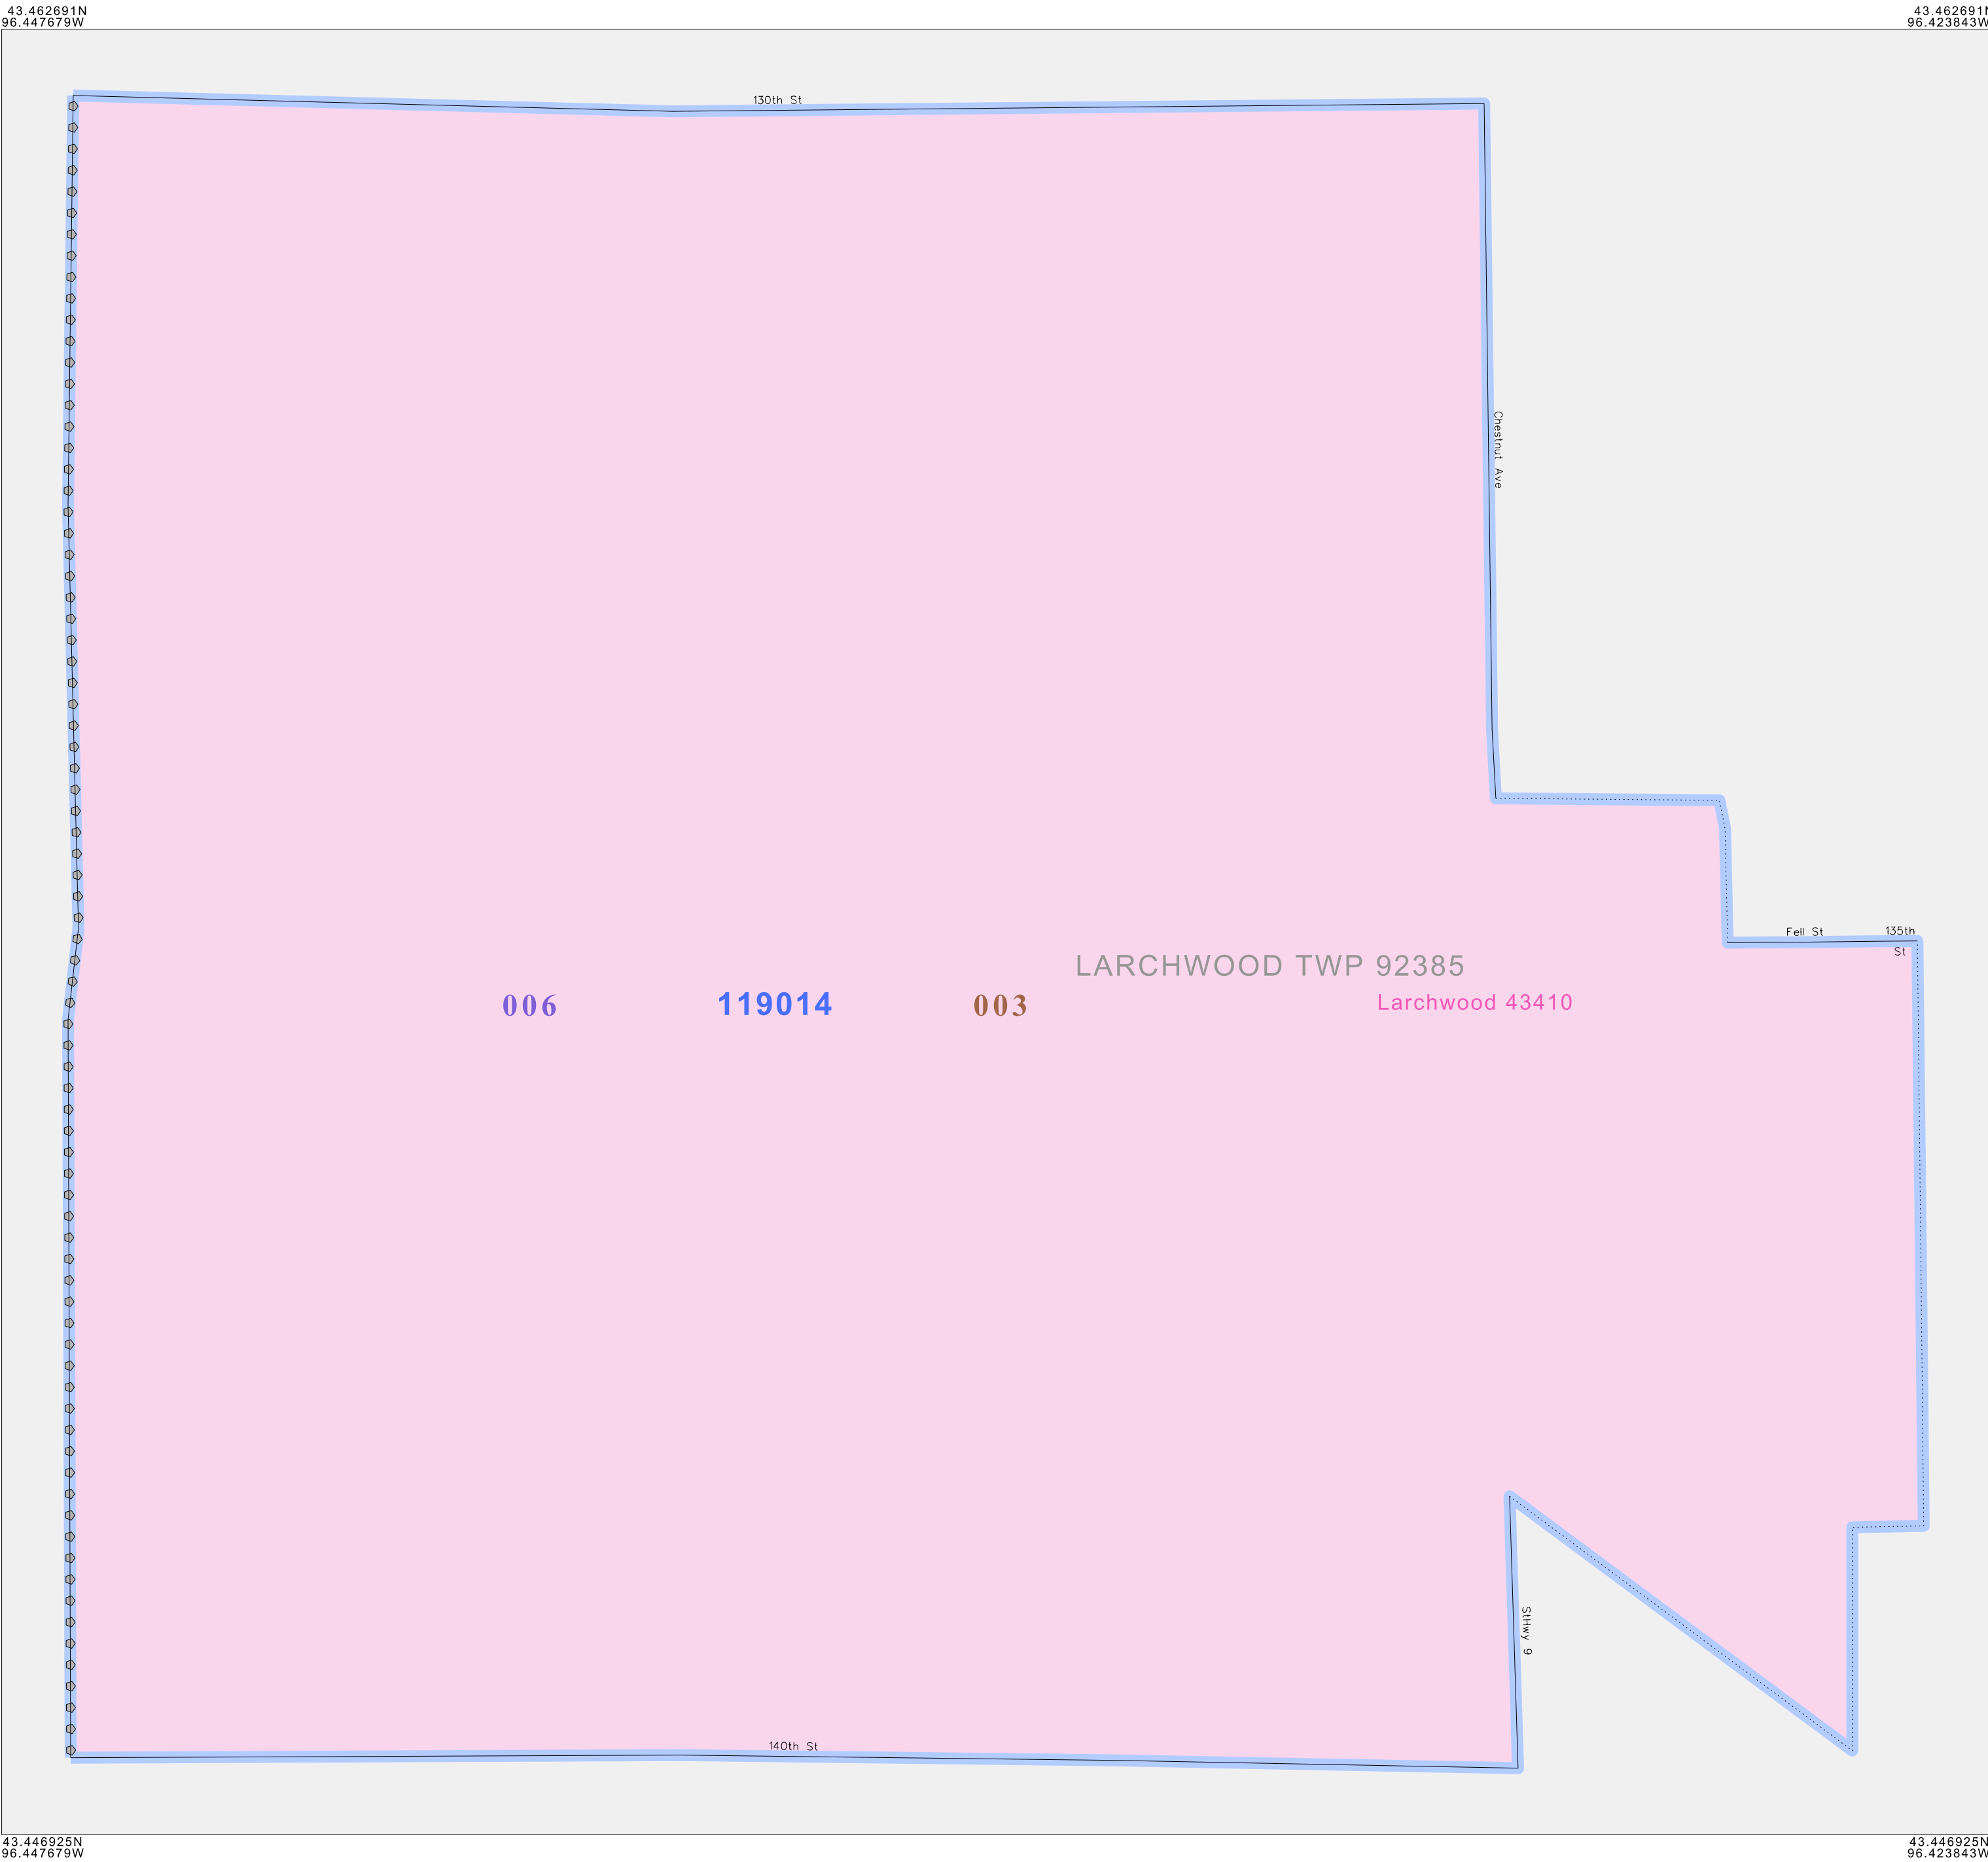 43.462691N
96.447679W
43.462691N
96.423843W
130th St
Chestnut Ave
Fell St
135th
St
LARCHWOOD TWP 92385
006
119014
003
Larchwood 43410
StHwy 9
140th St
43.446925N
96.447679W
43.446925N
96.423843W